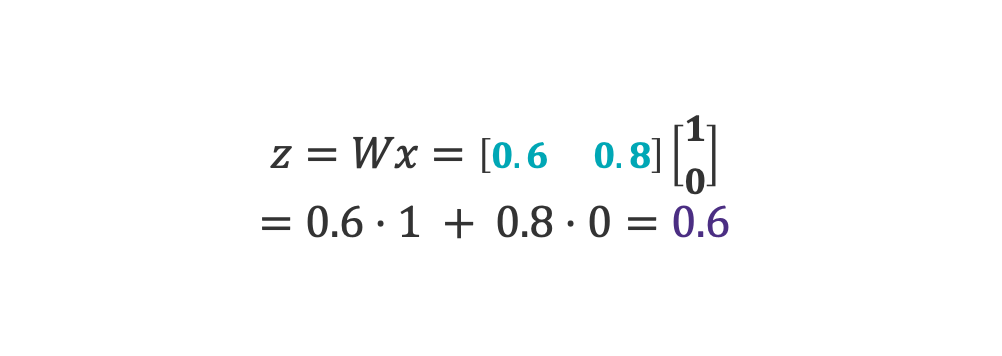 z = Wx = [0.6 0.8] [1 0]
= 0.6 · 1 + 0.8 · 0 = 0.6